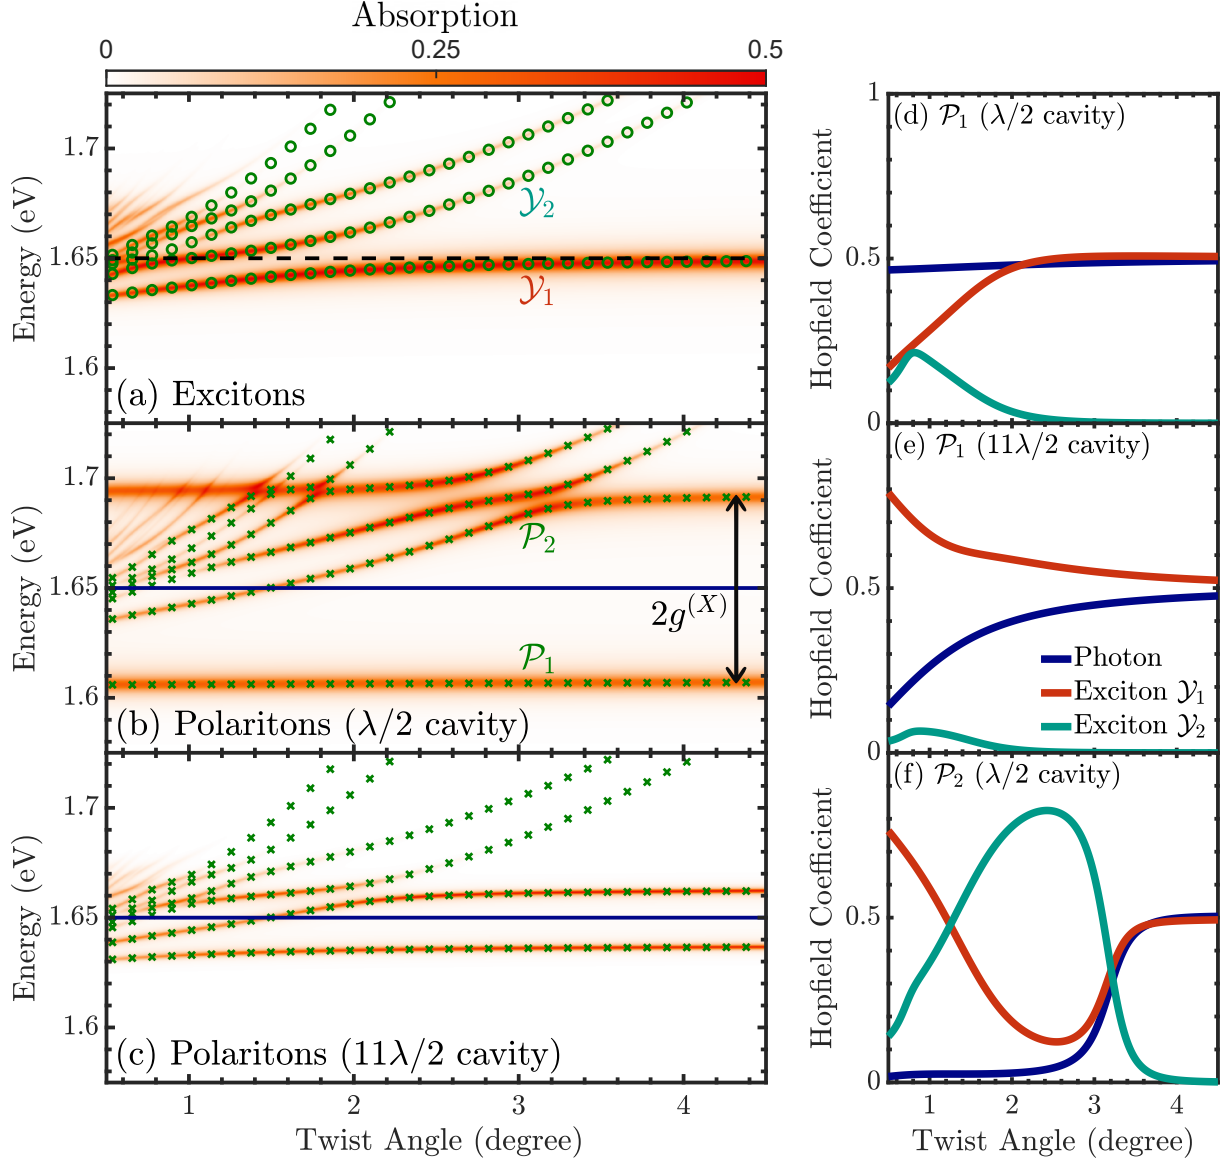 Absorption
0 0.25 0.5
Energy (eV)
1.7
1.65
1.6
𝒴₂
𝒴₁
(a) Excitons
Energy (eV)
1.7
1.65
1.6
𝒫₂
2g⁽ˣ⁾
𝒫₁
(b) Polaritons (λ/2 cavity)
Energy (eV)
1.7
1.65
1.6
(c) Polaritons (11λ/2 cavity)
1 2 3 4
Twist Angle (degree)
(d) 𝒫₁ (λ/2 cavity)
Hopfield Coefficient
1
0.5
0
(e) 𝒫₁ (11λ/2 cavity)
Hopfield Coefficient
0.5
0
Photon
Exciton 𝒴₁
Exciton 𝒴₂
(f) 𝒫₂ (λ/2 cavity)
Hopfield Coefficient
0.5
0
1 2 3 4
Twist Angle (degree)